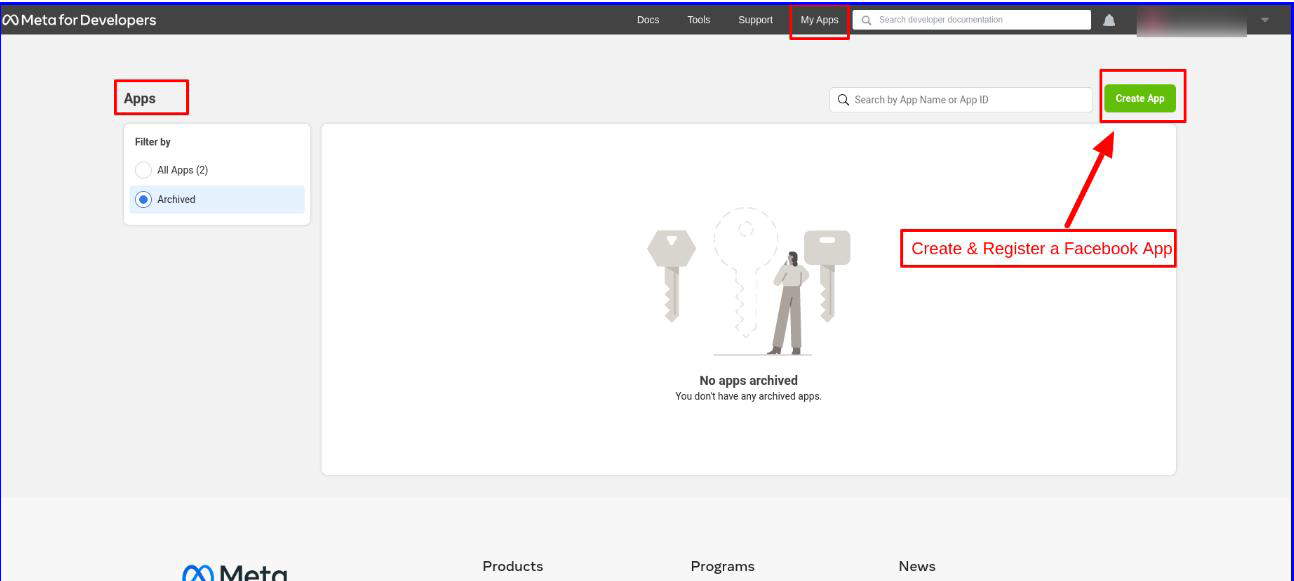 Meta for Developers
Docs
Tools
Support
My Apps
Search developer documentation
Apps
Search by App Name or App ID
Create App
Filter by
All Apps (2)
Archived
Create & Register a Facebook App
No apps archived
You don't have any archived apps.
Meta
Products
Programs
News